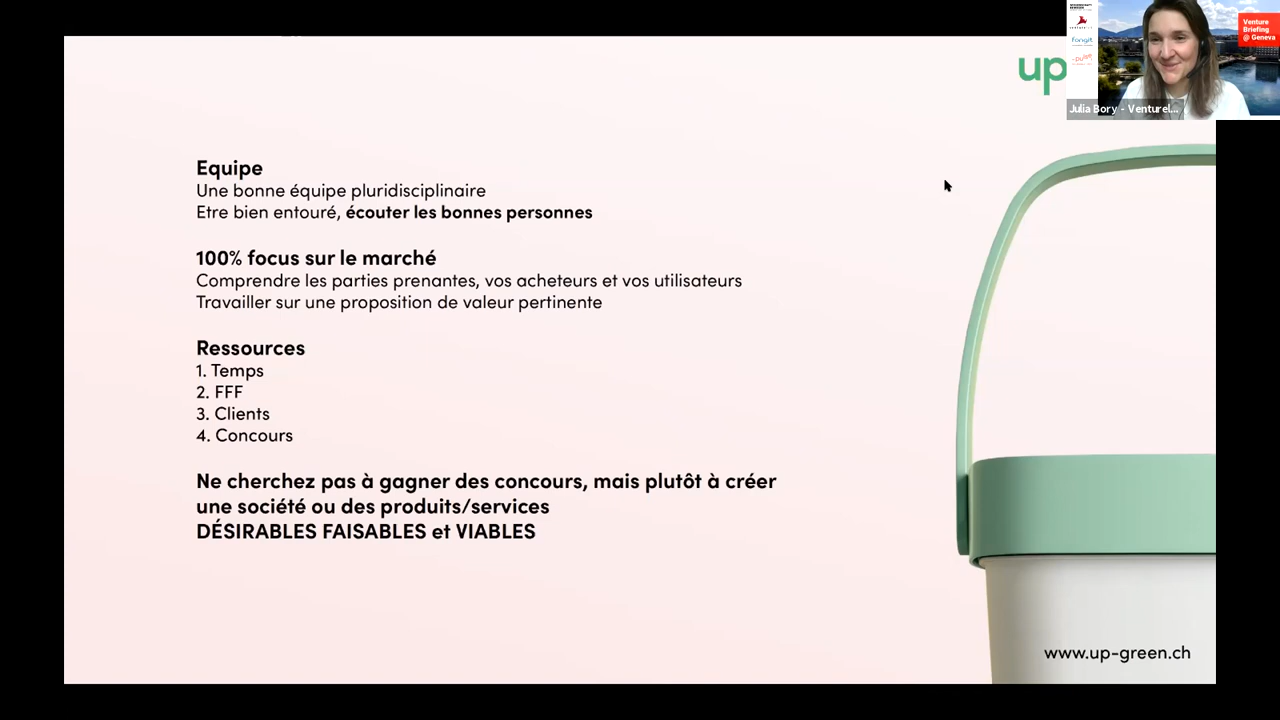 up
Venture
Briefing
@ Geneva
fongit
Julia Bory - Venturel...
Equipe
Une bonne équipe pluridisciplinaire
Etre bien entouré, écouter les bonnes personnes
100% focus sur le marché
Comprendre les parties prenantes, vos acheteurs et vos utilisateurs
Travailler sur une proposition de valeur pertinente
Ressources
1. Temps
2. FFF
3. Clients
4. Concours
Ne cherchez pas à gagner des concours, mais plutôt à créer
une société ou des produits/services
DÉSIRABLES FAISABLES et VIABLES
www.up-green.ch